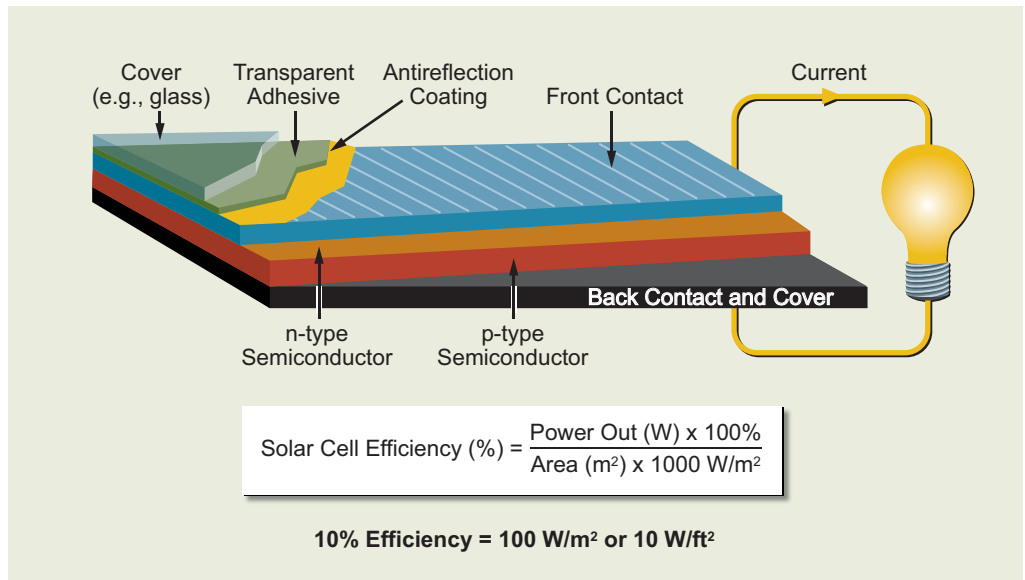 Cover
(e.g., glass)
Transparent
Adhesive
Antireflection
Coating
Front Contact
Current
Back Contact and Cover
n-type
Semiconductor
p-type
Semiconductor
Solar Cell Efficiency (%) = Power Out (W) x 100%
Area (m²) x 1000 W/m²
10% Efficiency = 100 W/m² or 10 W/ft²